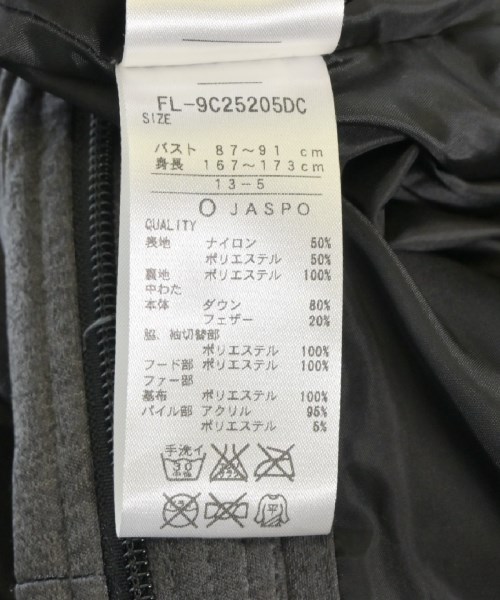 FL-9C25205DC
SIZE
バスト 87〜91 cm
身長 167〜173cm
13-5
O JASPO
QUALITY
表地 ナイロン 50%
ポリエステル 50%
裏地 ポリエステル 100%
中わた
本体 ダウン 80%
フェザー 20%
脇、袖切替部
ポリエステル 100%
フード部 ポリエステル 100%
ファー部
基布 ポリエステル 100%
パイル部 アクリル 95%
ポリエステル 5%
手洗イ
30
平